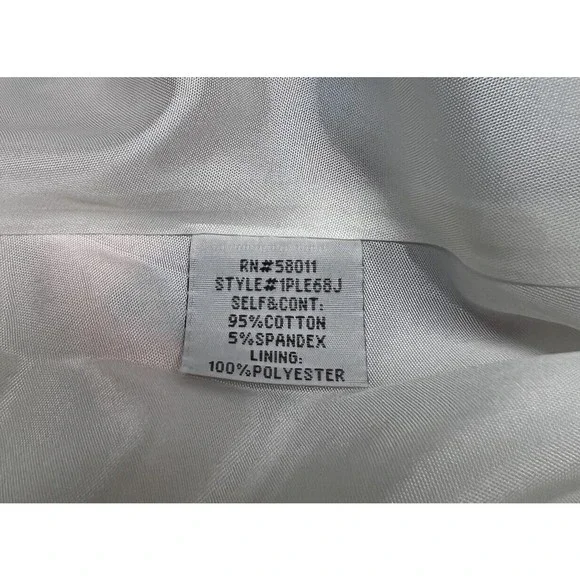 RN#58011
STYLE#1PLE68J
SELF&CONT:
95%COTTON
5%SPANDEX
LINING:
100%POLYESTER